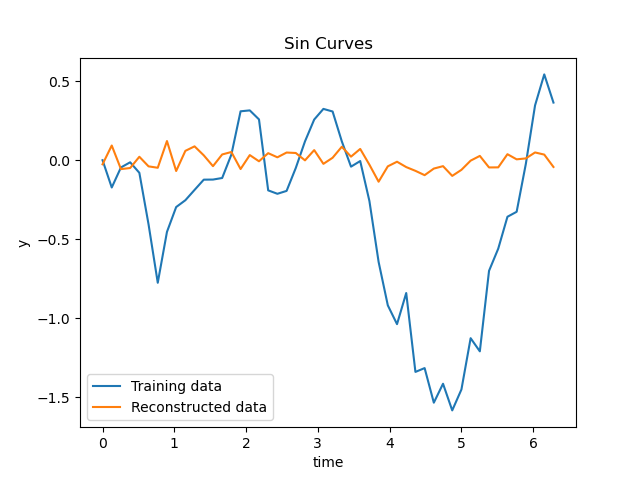 Sin Curves
y
0.5
0.0
−0.5
−1.0
−1.5
Training data
Reconstructed data
0 1 2 3 4 5 6
time